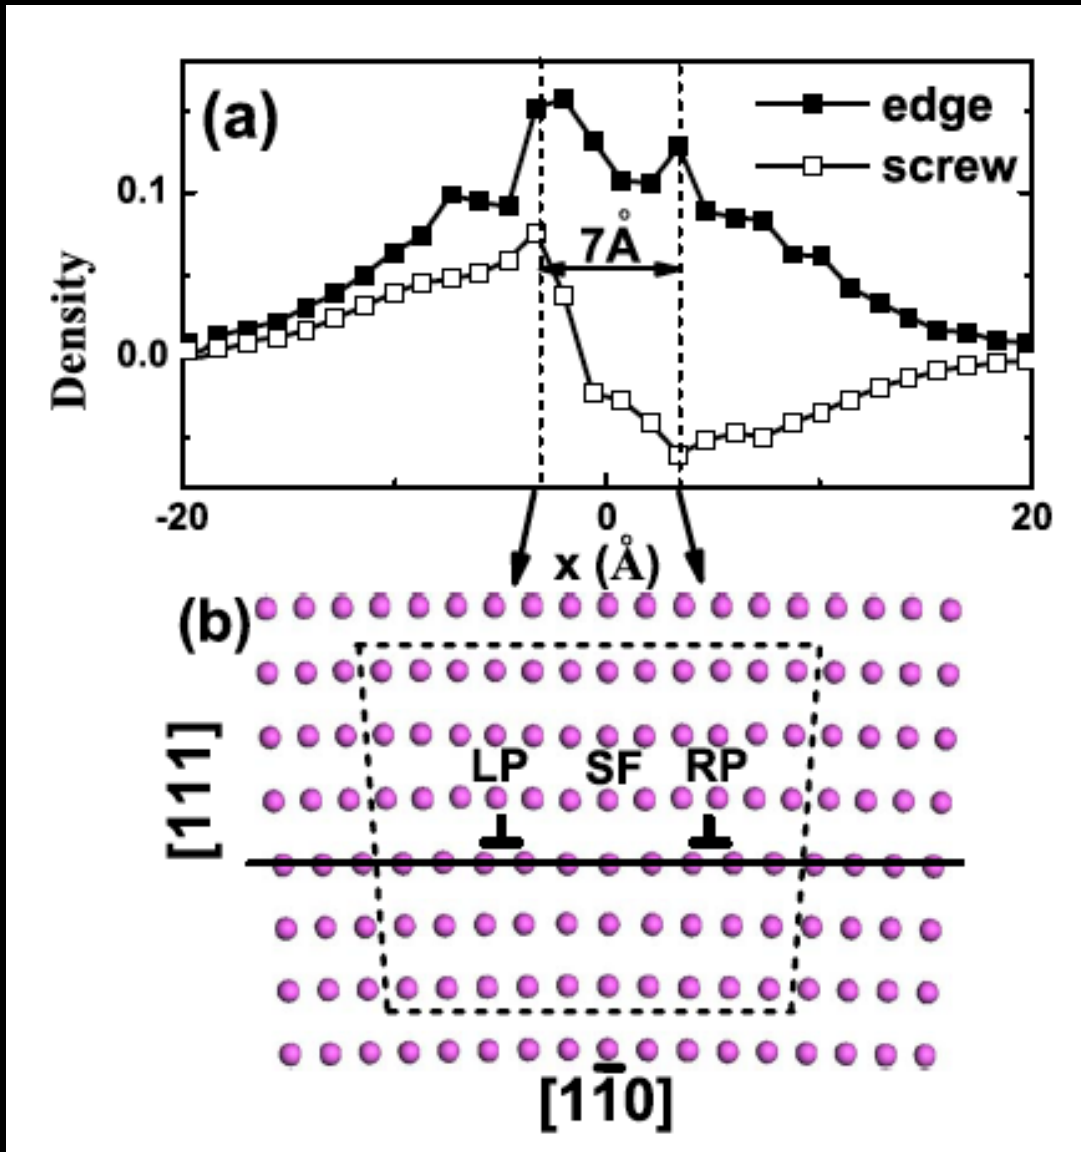 (a)
edge
screw
0.1
7Å
0.0
Density
-20
0
20
x (Å)
(b)
LP
SF
RP
[111]
[11̄0]